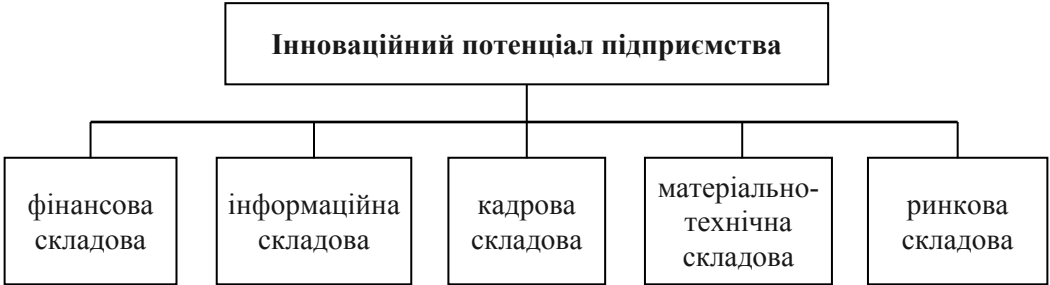 Інноваційний потенціал підприємства
фінансова
складова
інформаційна
складова
кадрова
складова
матеріально-
технічна
складова
ринкова
складова